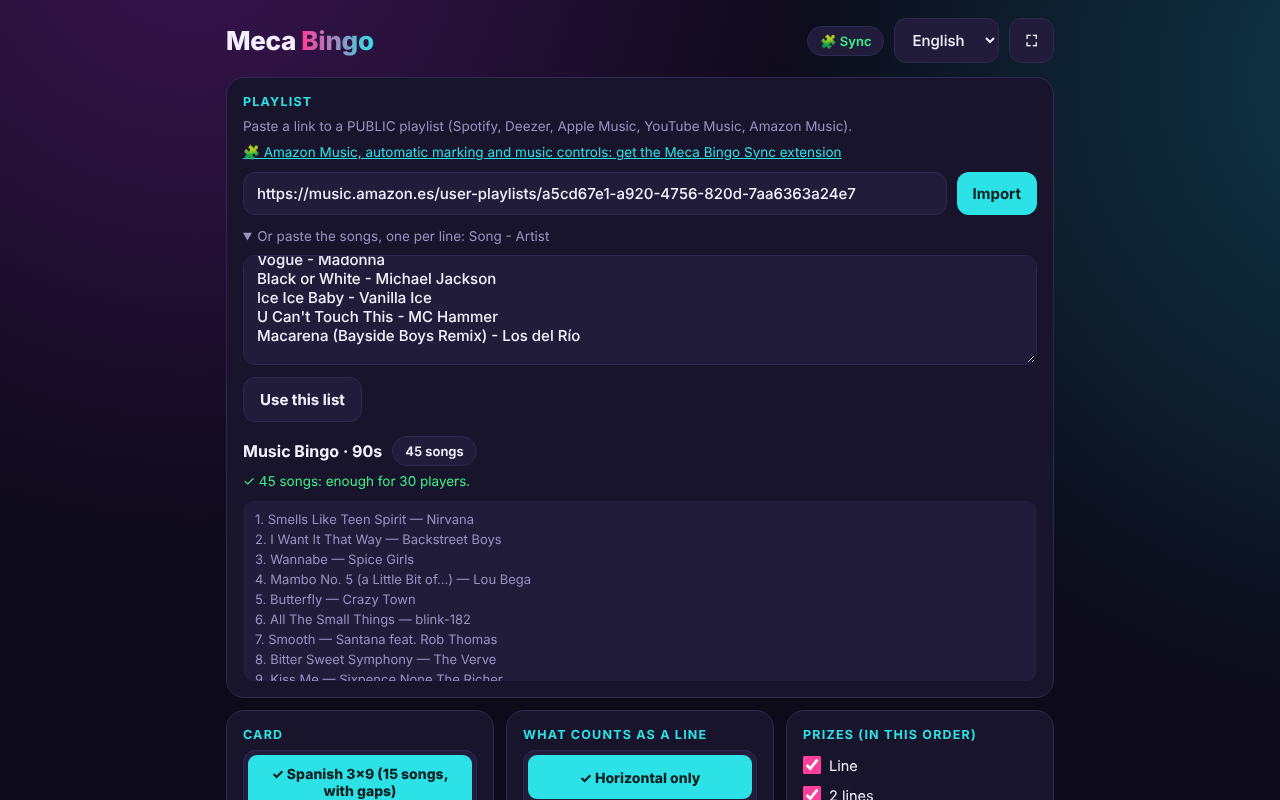 Meca Bingo
🧩 Sync
English
PLAYLIST
Paste a link to a PUBLIC playlist (Spotify, Deezer, Apple Music, YouTube Music, Amazon Music).
🧩 Amazon Music, automatic marking and music controls: get the Meca Bingo Sync extension
https://music.amazon.es/user-playlists/a5cd67e1-a920-4756-820d-7aa6363a24e7
Import
▼ Or paste the songs, one per line: Song - Artist
Vogue - Madonna
Black or White - Michael Jackson
Ice Ice Baby - Vanilla Ice
U Can't Touch This - MC Hammer
Macarena (Bayside Boys Remix) - Los del Río
Use this list
Music Bingo · 90s
45 songs
✓ 45 songs: enough for 30 players.
1. Smells Like Teen Spirit — Nirvana
2. I Want It That Way — Backstreet Boys
3. Wannabe — Spice Girls
4. Mambo No. 5 (a Little Bit of...) — Lou Bega
5. Butterfly — Crazy Town
6. All The Small Things — blink-182
7. Smooth — Santana feat. Rob Thomas
8. Bitter Sweet Symphony — The Verve
9. Kiss Me — Sixpence None The Richer
CARD
✓ Spanish 3×9 (15 songs,
with gaps)
WHAT COUNTS AS A LINE
✓ Horizontal only
PRIZES (IN THIS ORDER)
Line
2 lines